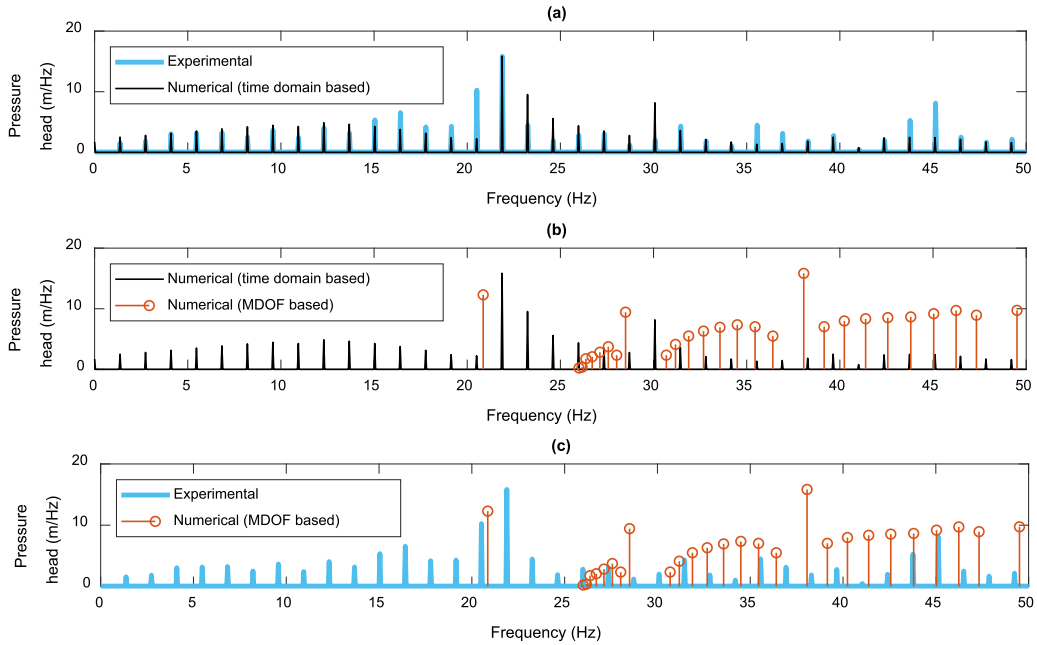 (a)
20
10
0
Pressure
head (m/Hz)
Experimental
Numerical (time domain based)
0 5 10 15 20 25 30 35 40 45 50
Frequency (Hz)
(b)
20
10
0
Pressure
head (m/Hz)
Numerical (time domain based)
Numerical (MDOF based)
0 5 10 15 20 25 30 35 40 45 50
Frequency (Hz)
(c)
20
10
0
Pressure
head (m/Hz)
Experimental
Numerical (MDOF based)
0 5 10 15 20 25 30 35 40 45 50
Frequency (Hz)